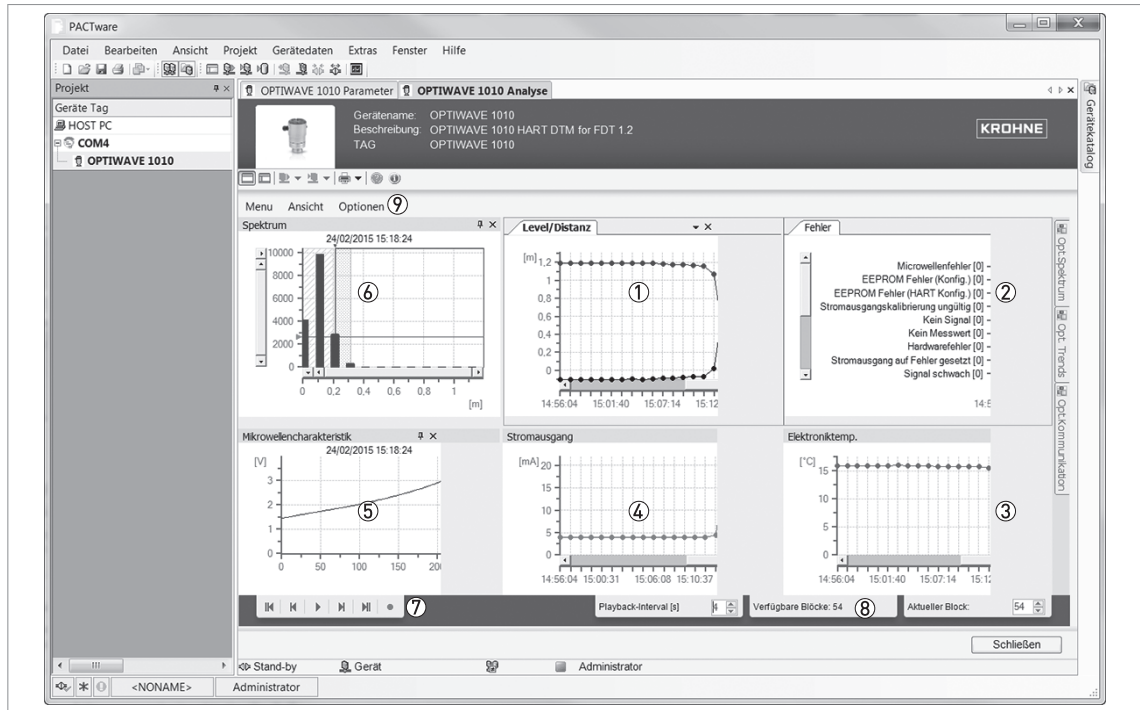 PACTware
Datei Bearbeiten Ansicht Projekt Gerätedaten Extras Fenster Hilfe
Projekt
Geräte Tag
HOST PC
COM4
OPTIWAVE 1010
OPTIWAVE 1010 Parameter OPTIWAVE 1010 Analyse
Gerätename: OPTIWAVE 1010
Beschreibung: OPTIWAVE 1010 HART DTM for FDT 1.2
TAG OPTIWAVE 1010
KROHNE
Gerätekatalog
Menu Ansicht Optionen ⑨
Spektrum
24/02/2015 15:18:24
10000
8000
6000
4000
2000
0
0 0,2 0,4 0,6 0,8 1
[m]
⑥
Level/Distanz
[m] 1,2
1
0,8
0,6
0,4
0,2
0
14:56:04 15:01:40 15:07:14 15:12
①
Fehler
Microwellenfehler [0]
EEPROM Fehler (Konfig.) [0]
EEPROM Fehler (HART Konfig.) [0]
Stromausgangskalibrierung ungültig [0]
Kein Signal [0]
Kein Messwert [0]
Hardwarefehler [0]
Stromausgang auf Fehler gesetzt [0]
Signal schwach [0]
14:5
②
Opt.Spektrum
Opt. Trends
Opt.Kommunikation
Mikrowellencharakteristik
24/02/2015 15:18:24
[V]
3
2
1
0
0 50 100 150 200
⑤
Stromausgang
[mA] 20
15
10
5
0
14:56:04 15:00:31 15:06:08 15:10:37
④
Elektroniktemp.
[°C]
15
10
5
0
14:56:04 15:01:40 15:07:14 15:12
③
⑦
Playback-Interval [s]
Verfügbare Blöcke: 54 ⑧
Aktueller Block: 54
Schließen
Stand-by Gerät Administrator
<NONAME> Administrator